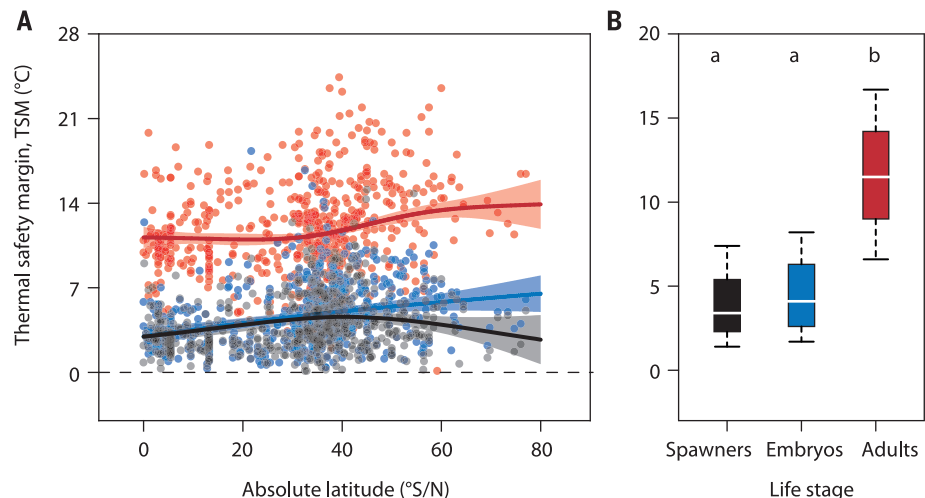 A
Thermal safety margin, TSM (°C)
28
21
14
7
0
0
20
40
60
80
Absolute latitude (°S/N)
B
20
15
10
5
0
a
a
b
Spawners
Embryos
Adults
Life stage